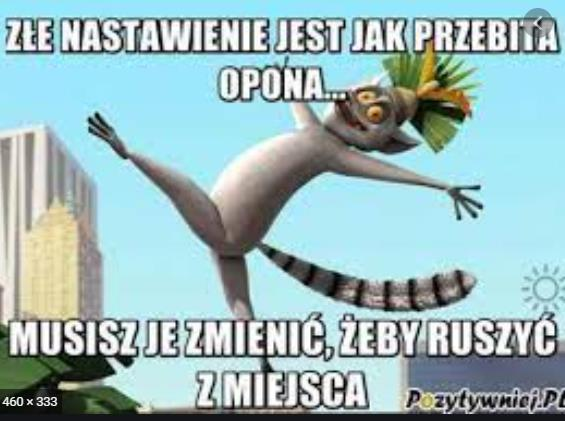 ZŁE NASTAWIENIE JEST JAK PRZEBITA
OPONA...
MUSISZ JE ZMIENIĆ, ŻEBY RUSZYĆ
Z MIEJSCA
460 × 333
Pozytywniej.PL